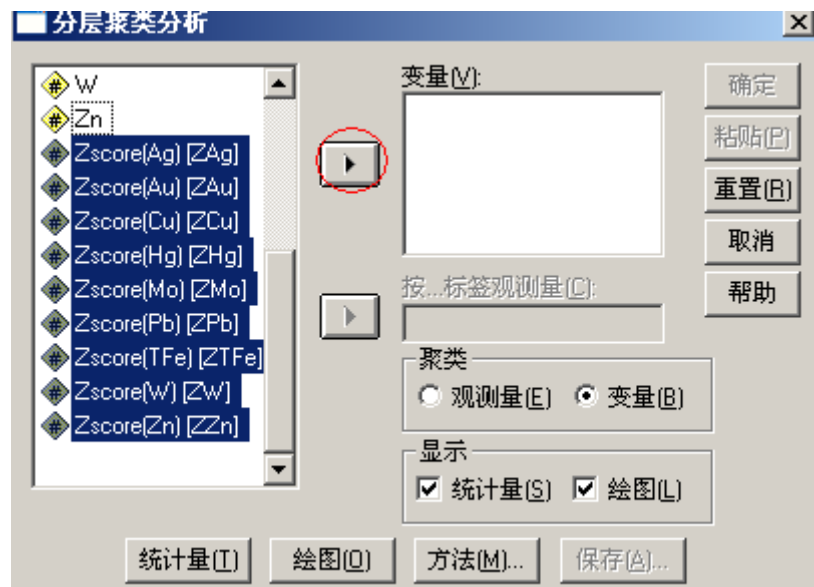 分层聚类分析
W
Zn
Zscore(Ag) [ZAg]
Zscore(Au) [ZAu]
Zscore(Cu) [ZCu]
Zscore(Hg) [ZHg]
Zscore(Mo) [ZMo]
Zscore(Pb) [ZPb]
Zscore(TFe) [ZTFe]
Zscore(W) [ZW]
Zscore(Zn) [ZZn]
变量(V):
按...标签观测量(C):
聚类
观测量(E) 变量(B)
显示
统计量(S) 绘图(L)
确定
粘贴(P)
重置(R)
取消
帮助
统计量(T) 绘图(O) 方法(M)... 保存(A)...